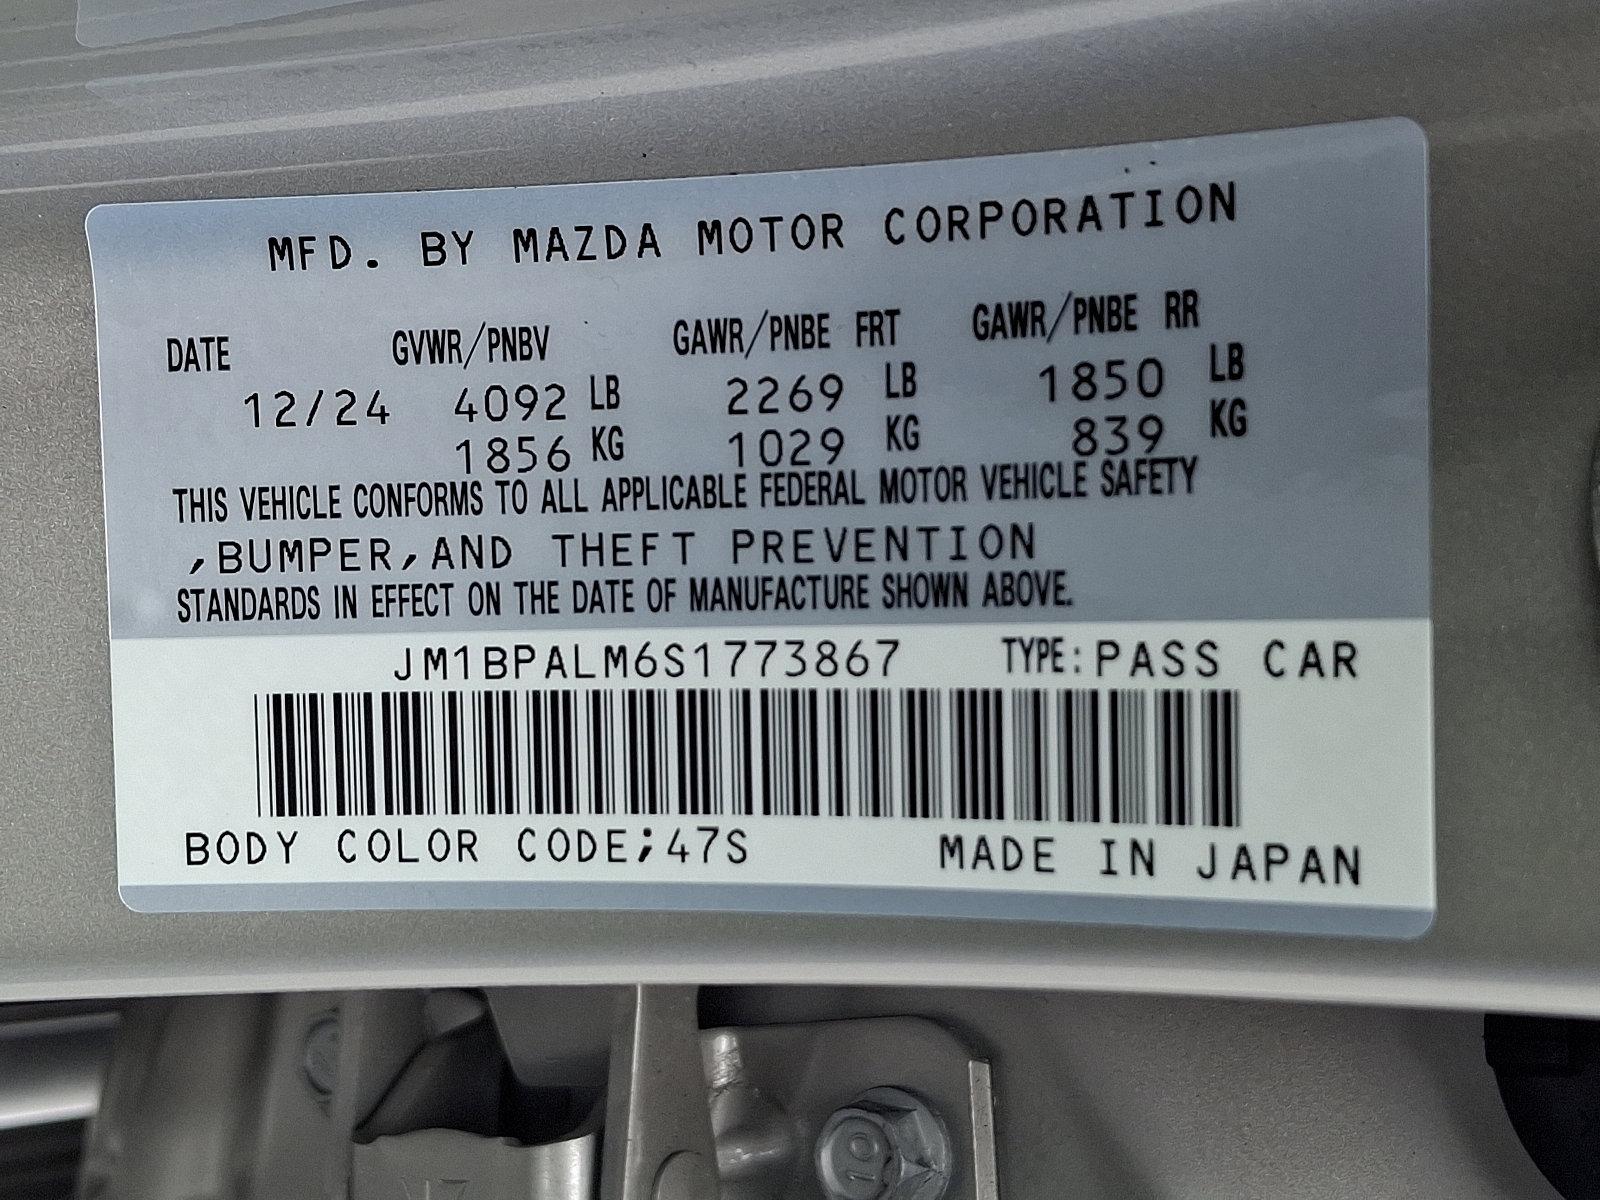 MFD. BY MAZDA MOTOR CORPORATION
DATE GVWR/PNBV GAWR/PNBE FRT GAWR/PNBE RR
12/24 4092 LB 2269 LB 1850 LB
1856 KG 1029 KG 839 KG
THIS VEHICLE CONFORMS TO ALL APPLICABLE FEDERAL MOTOR VEHICLE SAFETY
,BUMPER,AND THEFT PREVENTION
STANDARDS IN EFFECT ON THE DATE OF MANUFACTURE SHOWN ABOVE.
JM1BPALM6S1773867 TYPE:PASS CAR
BODY COLOR CODE;47S MADE IN JAPAN
10